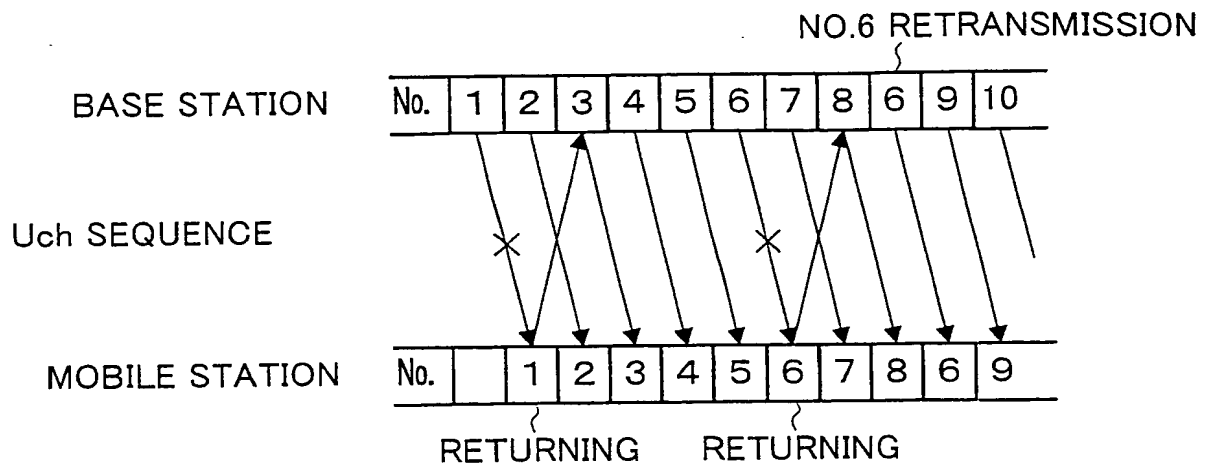 NO.6 RETRANSMISSION
BASE STATION No. 1 2 3 4 5 6 7 8 6 9 10
Uch SEQUENCE
MOBILE STATION No. 1 2 3 4 5 6 7 8 6 9
RETURNING RETURNING